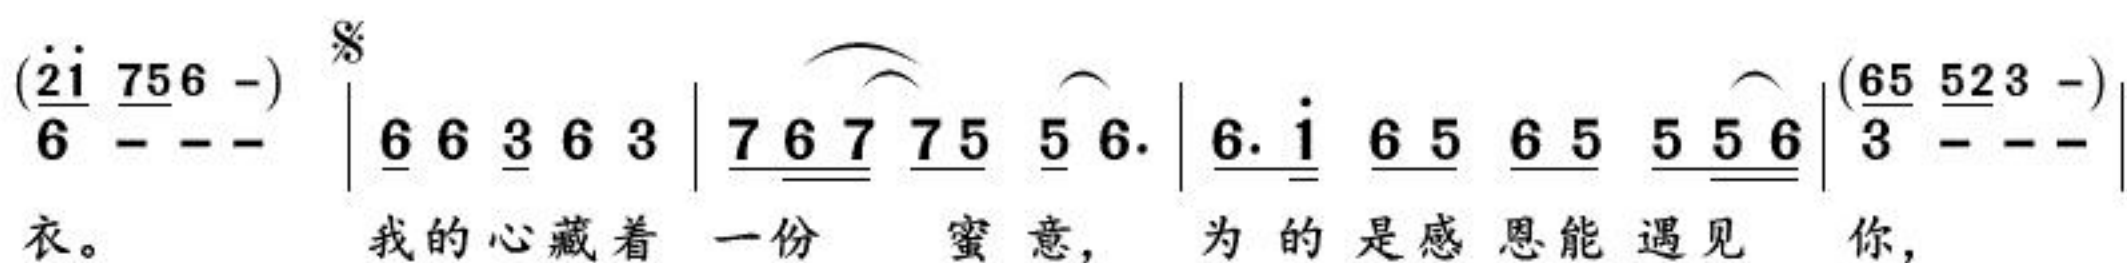 (2̇1̇ 756 -)
6 - - - | 6 6 3 6 3 | 7 6 7 7 5 5 6. | 6. 1̇ 6 5 6 5 5 5 6 | 3 - - - |
(65 523 -)
衣。 我的心藏着 一份 蜜意, 为的是感恩能遇见 你,